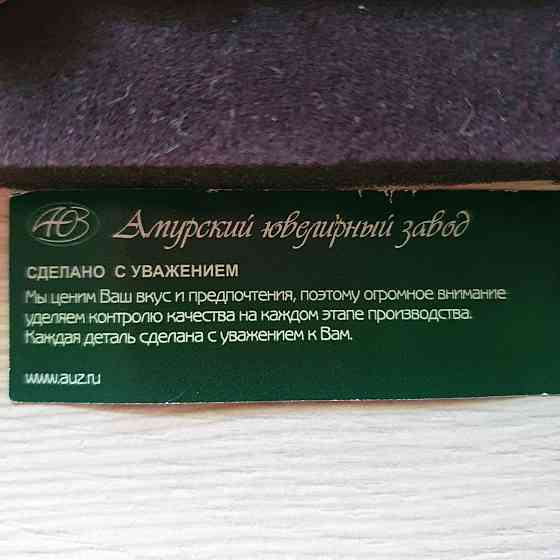 АЮЗ Амурский ювелирный завод
СДЕЛАНО С УВАЖЕНИЕМ
Мы ценим Ваш вкус и предпочтения, поэтому огромное внимание
уделяем контролю качества на каждом этапе производства.
Каждая деталь сделана с уважением к Вам.
www.auz.ru